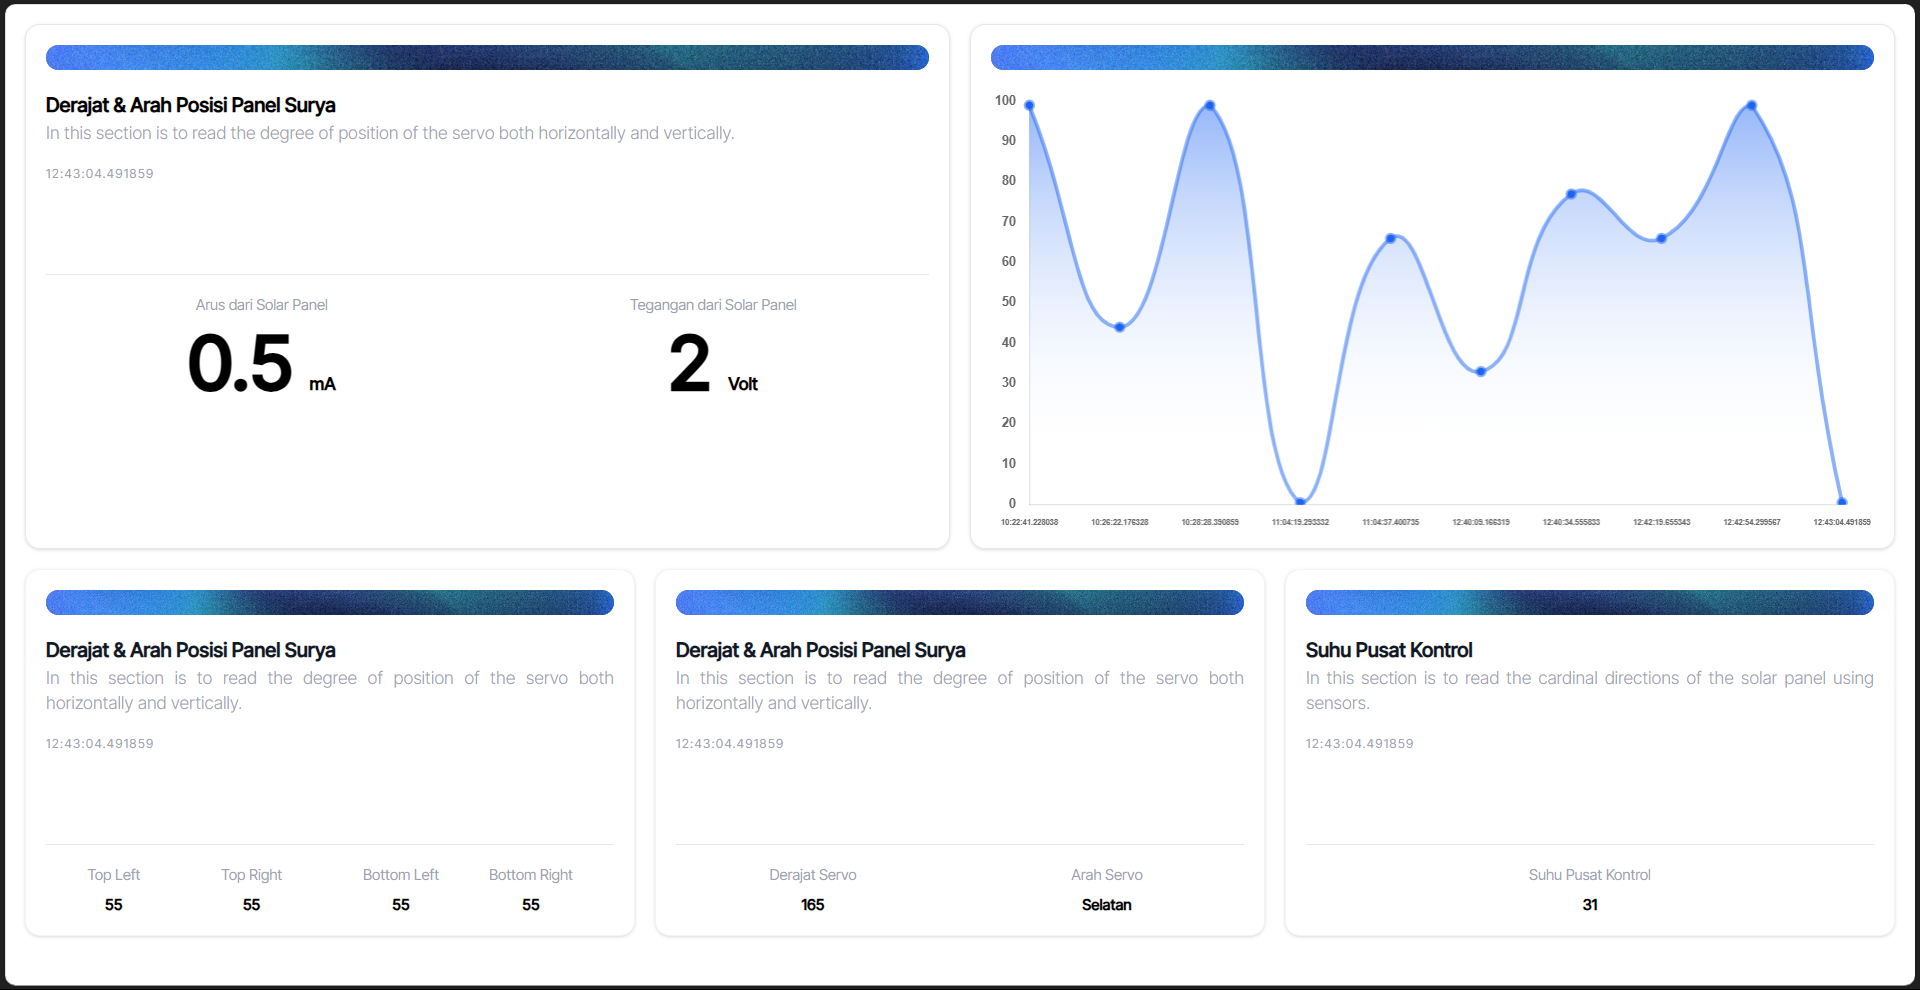 Derajat & Arah Posisi Panel Surya
In this section is to read the degree of position of the servo both horizontally and vertically.
12:43:04.491859
Arus dari Solar Panel
0.5 mA
Tegangan dari Solar Panel
2 Volt
100
90
80
70
60
50
40
30
20
10
0
10:22:41.228038 10:26:22.176328 10:28:28.390859 11:04:19.293332 11:04:37.400735 12:40:09.166319 12:40:34.555833 12:42:19.655343 12:42:54.299567 12:43:04.491859
Derajat & Arah Posisi Panel Surya
In this section is to read the degree of position of the servo both
horizontally and vertically.
12:43:04.491859
Top Left Top Right Bottom Left Bottom Right
55 55 55 55
Derajat & Arah Posisi Panel Surya
In this section is to read the degree of position of the servo both
horizontally and vertically.
12:43:04.491859
Derajat Servo Arah Servo
165 Selatan
Suhu Pusat Kontrol
In this section is to read the cardinal directions of the solar panel using
sensors.
12:43:04.491859
Suhu Pusat Kontrol
31